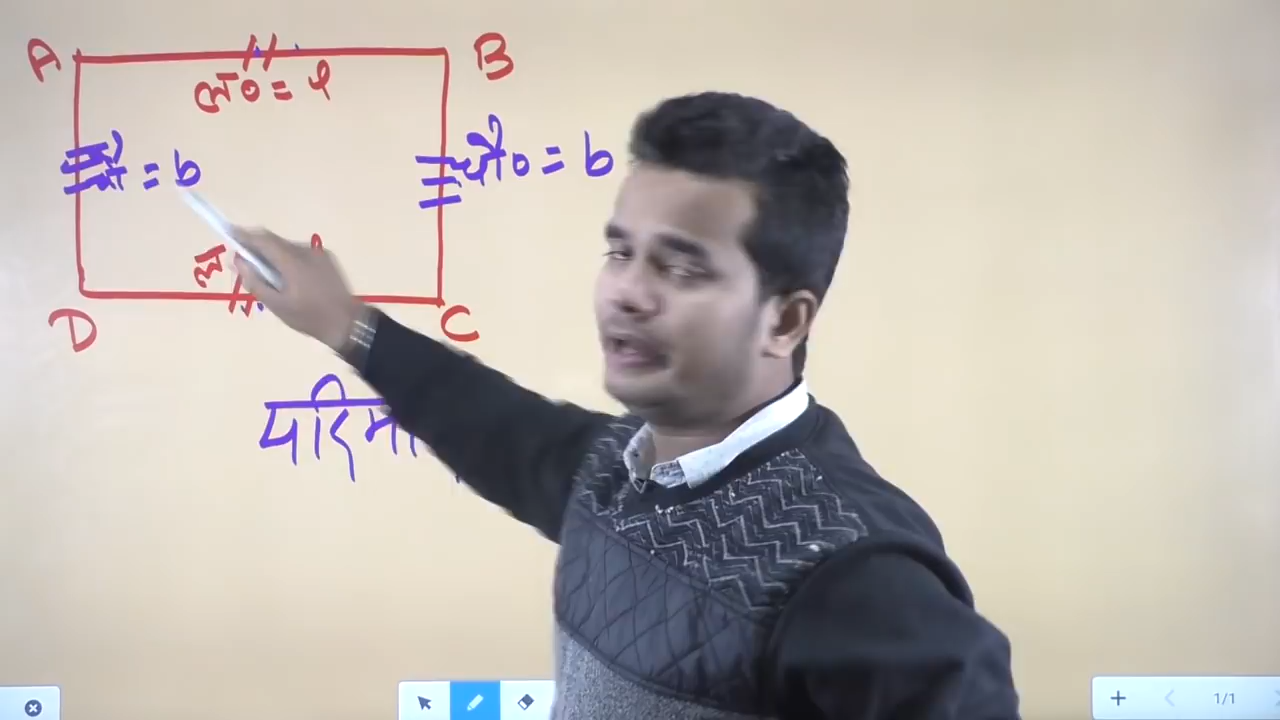 A
B
लं० = l
चौ = b
चौ० = b
लं
D
C
परिमा
1/1